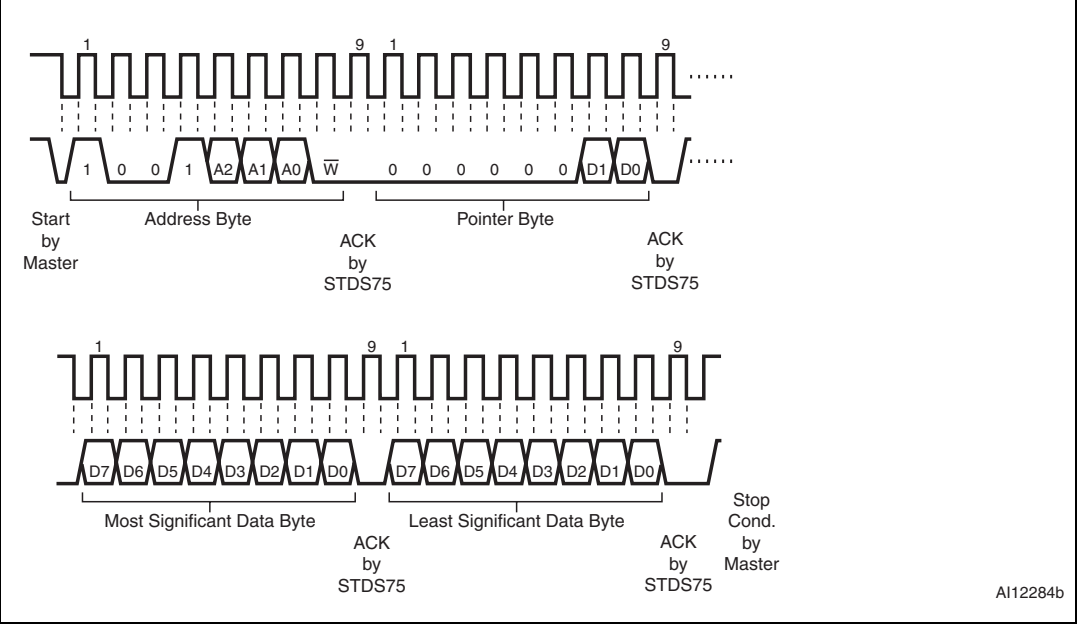 1 9 1 9
1 0 0 1 A2 A1 A0 W̅ 0 0 0 0 0 0 D1 D0
Start
by
Master
Address Byte
ACK
by
STDS75
Pointer Byte
ACK
by
STDS75
1 9 1 9
D7 D6 D5 D4 D3 D2 D1 D0 D7 D6 D5 D4 D3 D2 D1 D0
Most Significant Data Byte
ACK
by
STDS75
Least Significant Data Byte
ACK
by
STDS75
Stop
Cond.
by
Master
AI12284b